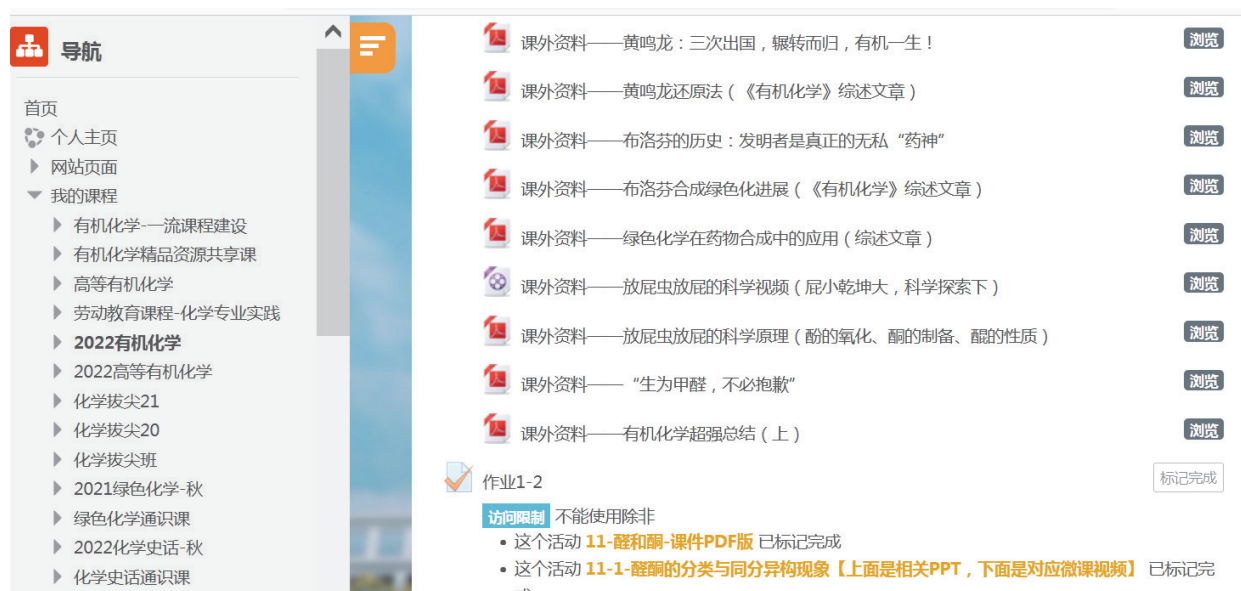 导航
首页
个人主页
网站页面
我的课程
有机化学-一流课程建设
有机化学精品资源共享课
高等有机化学
劳动教育课程-化学专业实践
2022有机化学
2022高等有机化学
化学拔尖21
化学拔尖20
化学拔尖班
2021绿色化学-秋
绿色化学通识课
2022化学史话-秋
化学史话通识课
课外资料——黄鸣龙：三次出国，辗转而归，有机一生！ 浏览
课外资料——黄鸣龙还原法（《有机化学》综述文章） 浏览
课外资料——布洛芬的历史：发明者是真正的无私“药神” 浏览
课外资料——布洛芬合成绿色化进展（《有机化学》综述文章） 浏览
课外资料——绿色化学在药物合成中的应用（综述文章） 浏览
课外资料——放屁虫放屁的科学视频（屁小乾坤大，科学探索下） 浏览
课外资料——放屁虫放屁的科学原理（酚的氧化、酮的制备、醌的性质） 浏览
课外资料——“生为甲醛，不必抱歉” 浏览
课外资料——有机化学超强总结（上） 浏览
作业1-2 标记完成
访问限制 不能使用除非
• 这个活动 11-醛和酮-课件PDF版 已标记完成
• 这个活动 11-1-醛酮的分类与同分异构现象【上面是相关PPT，下面是对应微课视频】 已标记完